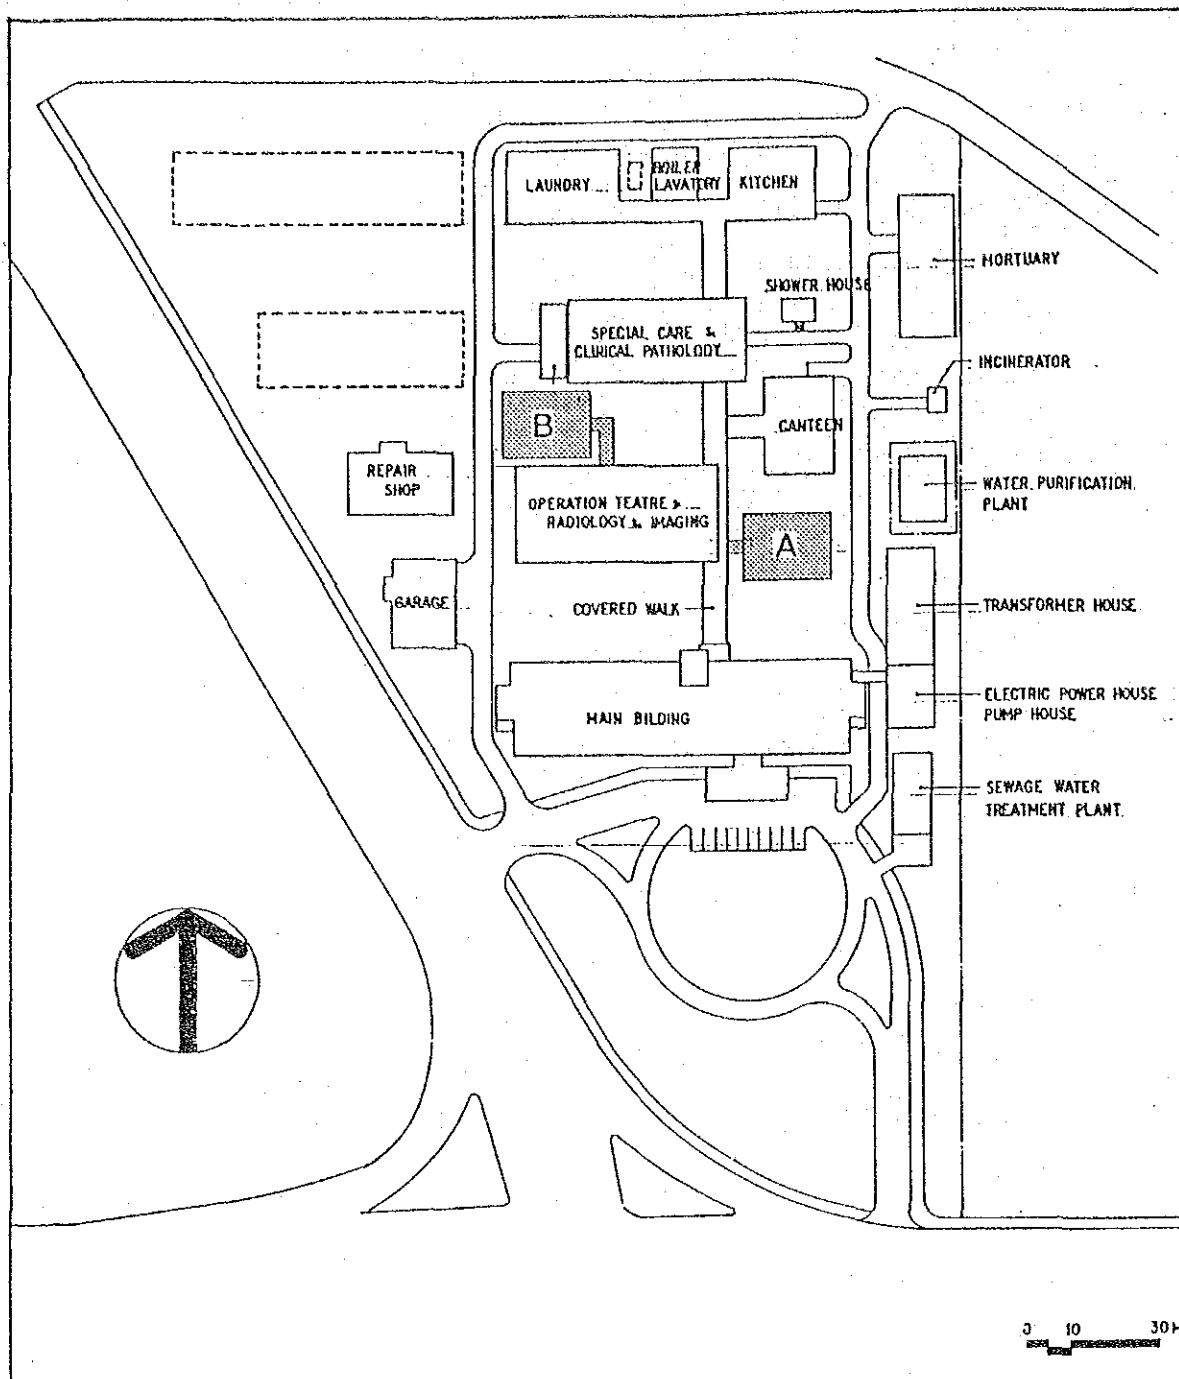 LAUNDRY
BOILER
LAVATORY
KITCHEN
MORTUARY
SHOWER HOUSE
SPECIAL CARE &
CLINICAL PATHOLOGY
INCINERATOR
B
CANTEEN
REPAIR
SHOP
WATER PURIFICATION
PLANT
OPERATION TEATRE &
RADIOLOGY & IMAGING
A
GARAGE
COVERED WALK
TRANSFORMER HOUSE
MAIN BILDING
ELECTRIC POWER HOUSE
PUMP HOUSE
SEWAGE WATER
TREATMENT PLANT
0 10 30M